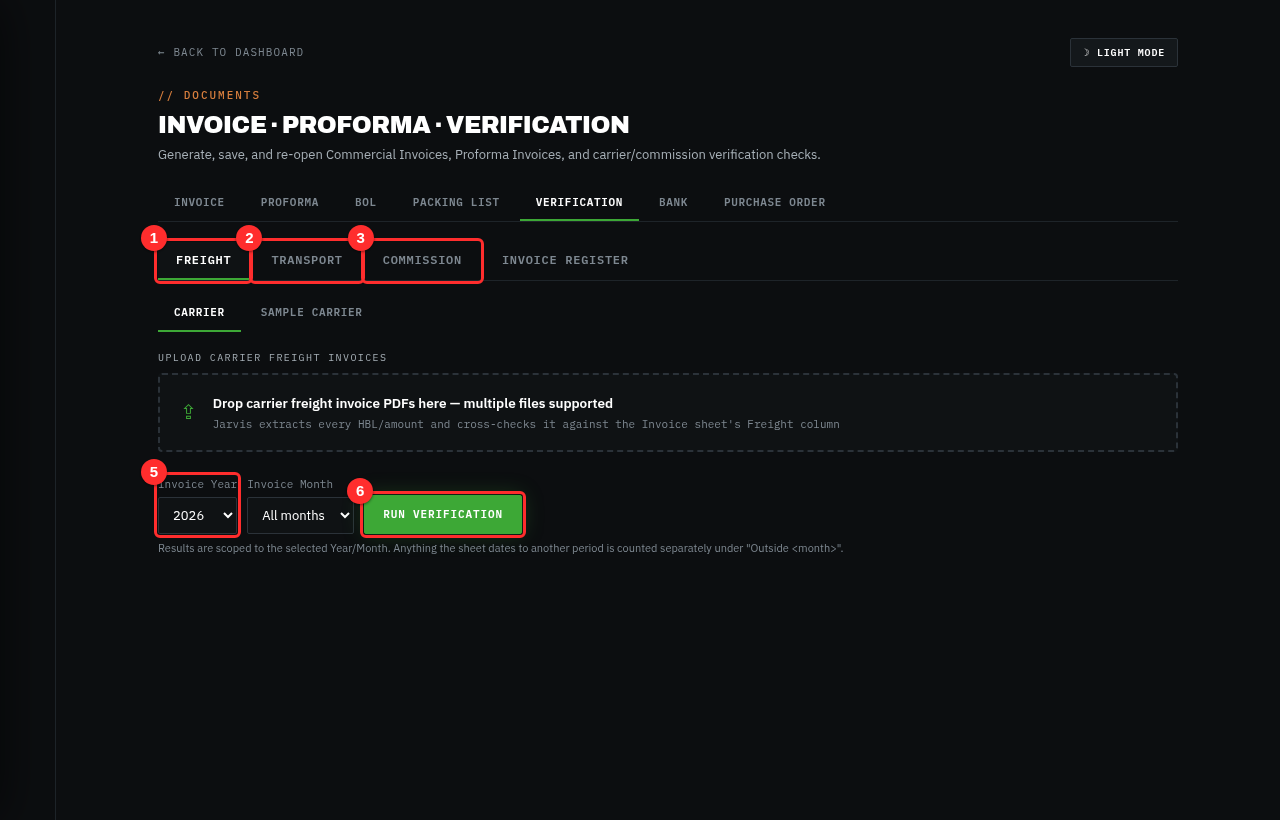 ← BACK TO DASHBOARD
☽ LIGHT MODE
// DOCUMENTS
INVOICE · PROFORMA · VERIFICATION
Generate, save, and re-open Commercial Invoices, Proforma Invoices, and carrier/commission verification checks.
INVOICE PROFORMA BOL PACKING LIST VERIFICATION BANK PURCHASE ORDER
1 2 3
FREIGHT TRANSPORT COMMISSION INVOICE REGISTER
CARRIER SAMPLE CARRIER
UPLOAD CARRIER FREIGHT INVOICES
Drop carrier freight invoice PDFs here — multiple files supported
Jarvis extracts every HBL/amount and cross-checks it against the Invoice sheet's Freight column
5
Invoice Year Invoice Month
6
2026 All months RUN VERIFICATION
Results are scoped to the selected Year/Month. Anything the sheet dates to another period is counted separately under "Outside <month>".